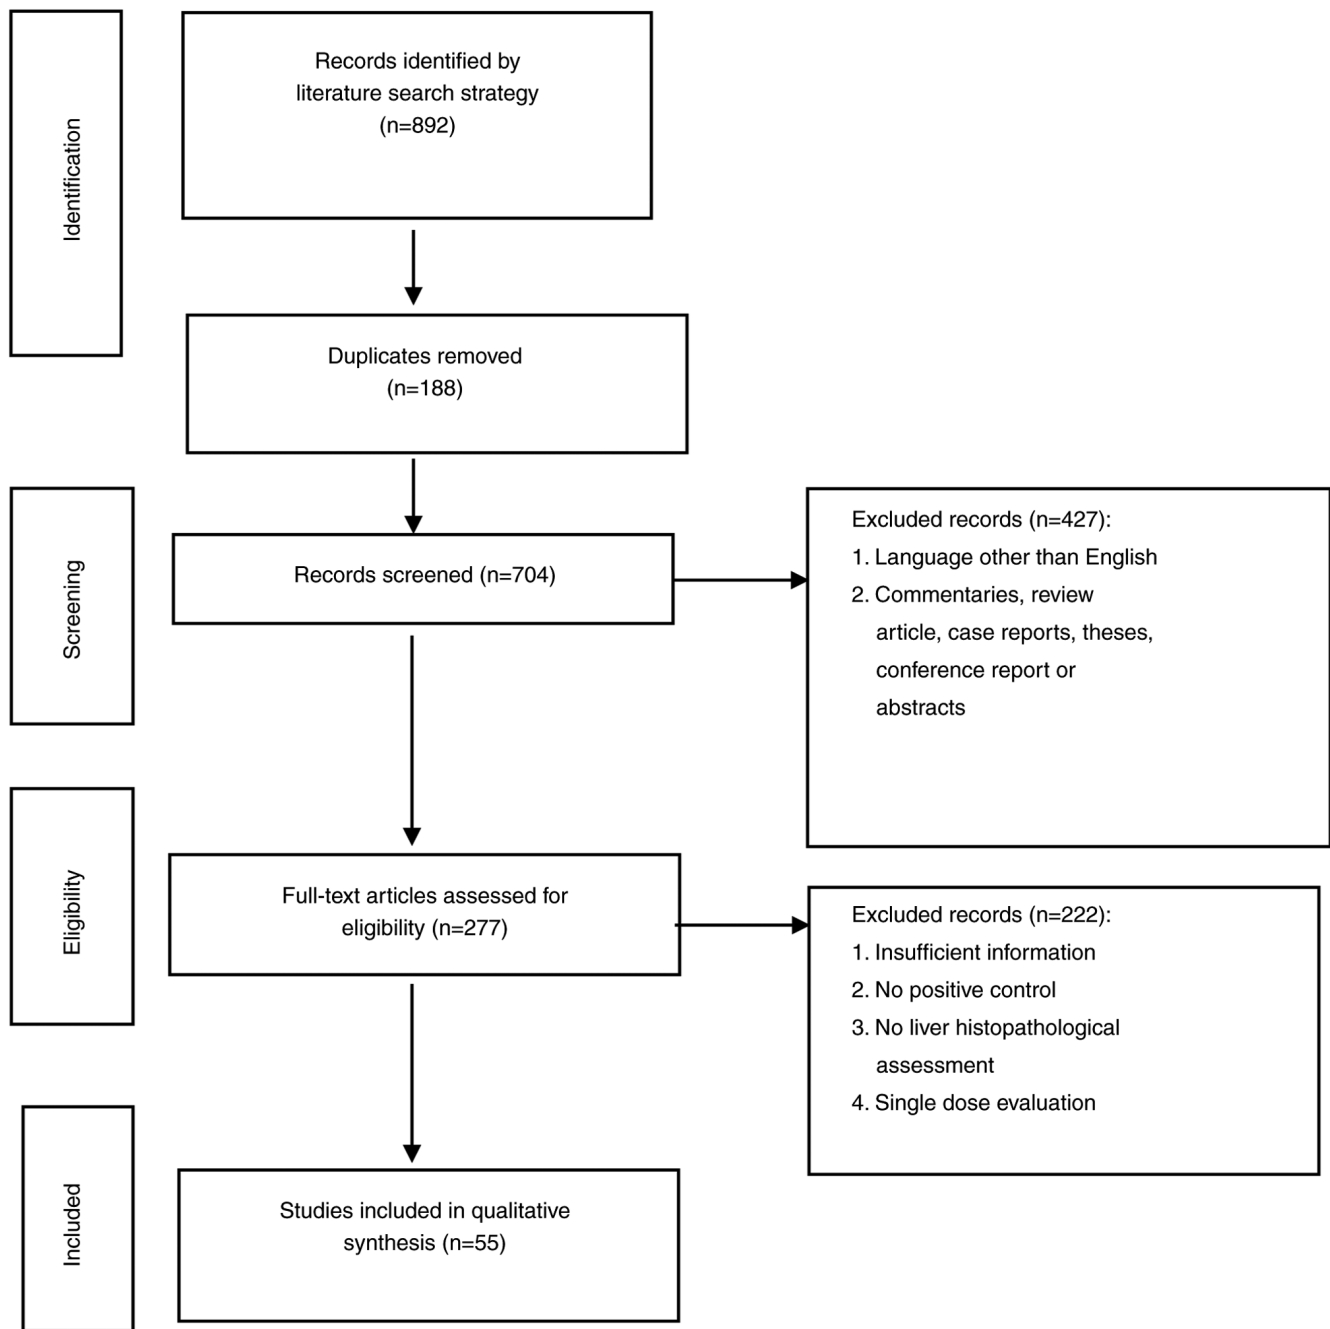 Identification
Records identified by
literature search strategy
(n=892)
Duplicates removed
(n=188)
Screening
Records screened (n=704)
Excluded records (n=427):
1. Language other than English
2. Commentaries, review
article, case reports, theses,
conference report or
abstracts
Eligibility
Full-text articles assessed for
eligibility (n=277)
Excluded records (n=222):
1. Insufficient information
2. No positive control
3. No liver histopathological
assessment
4. Single dose evaluation
Included
Studies included in qualitative
synthesis (n=55)